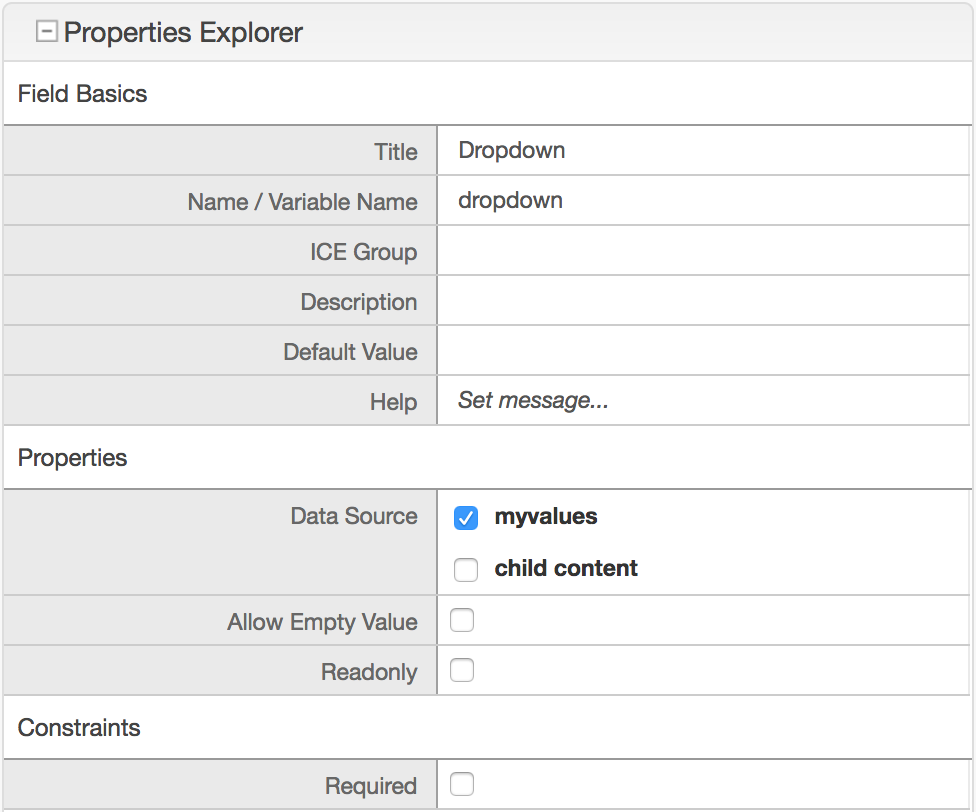 Properties Explorer
Field Basics
Title Dropdown
Name / Variable Name dropdown
ICE Group
Description
Default Value
Help Set message...
Properties
Data Source myvalues
child content
Allow Empty Value
Readonly
Constraints
Required